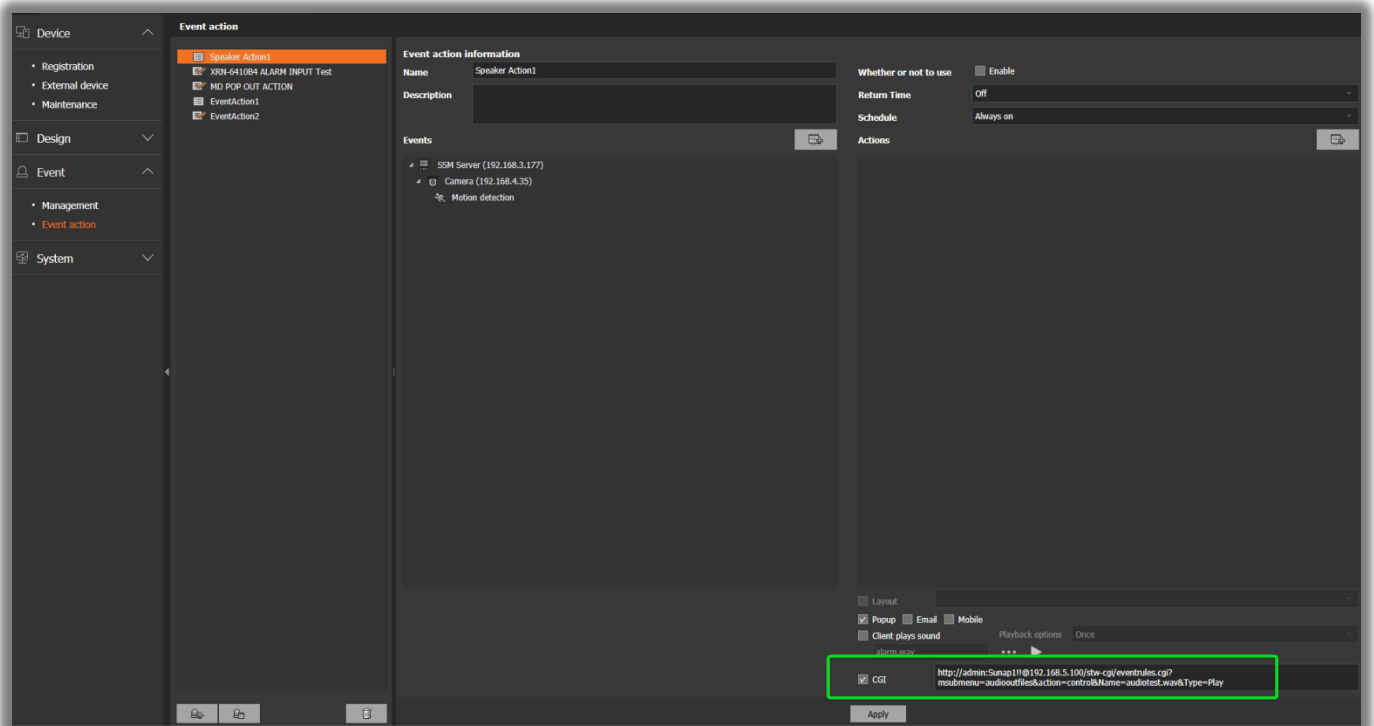 Device
Registration
External device
Maintenance
Design
Event
Management
Event action
System
Event action
Speaker Action1
XRN-6410B4 ALARM INPUT Test
MD POP OUT ACTION
EventAction1
EventAction2
Event action information
Name Speaker Action1
Description
Events
SSM Server (192.168.3.177)
Camera (192.168.4.35)
Motion detection
Whether or not to use Enable
Return Time Off
Schedule Always on
Actions
Layout
Popup Email Mobile
Client plays sound Playback options Once
alarm.wav
CGI http://admin:Sunap1!!@192.168.5.100/stw-cgi/eventrules.cgi?
msubmenu=audiooutfiles&action=control&Name=audiotest.wav&Type=Play
Apply